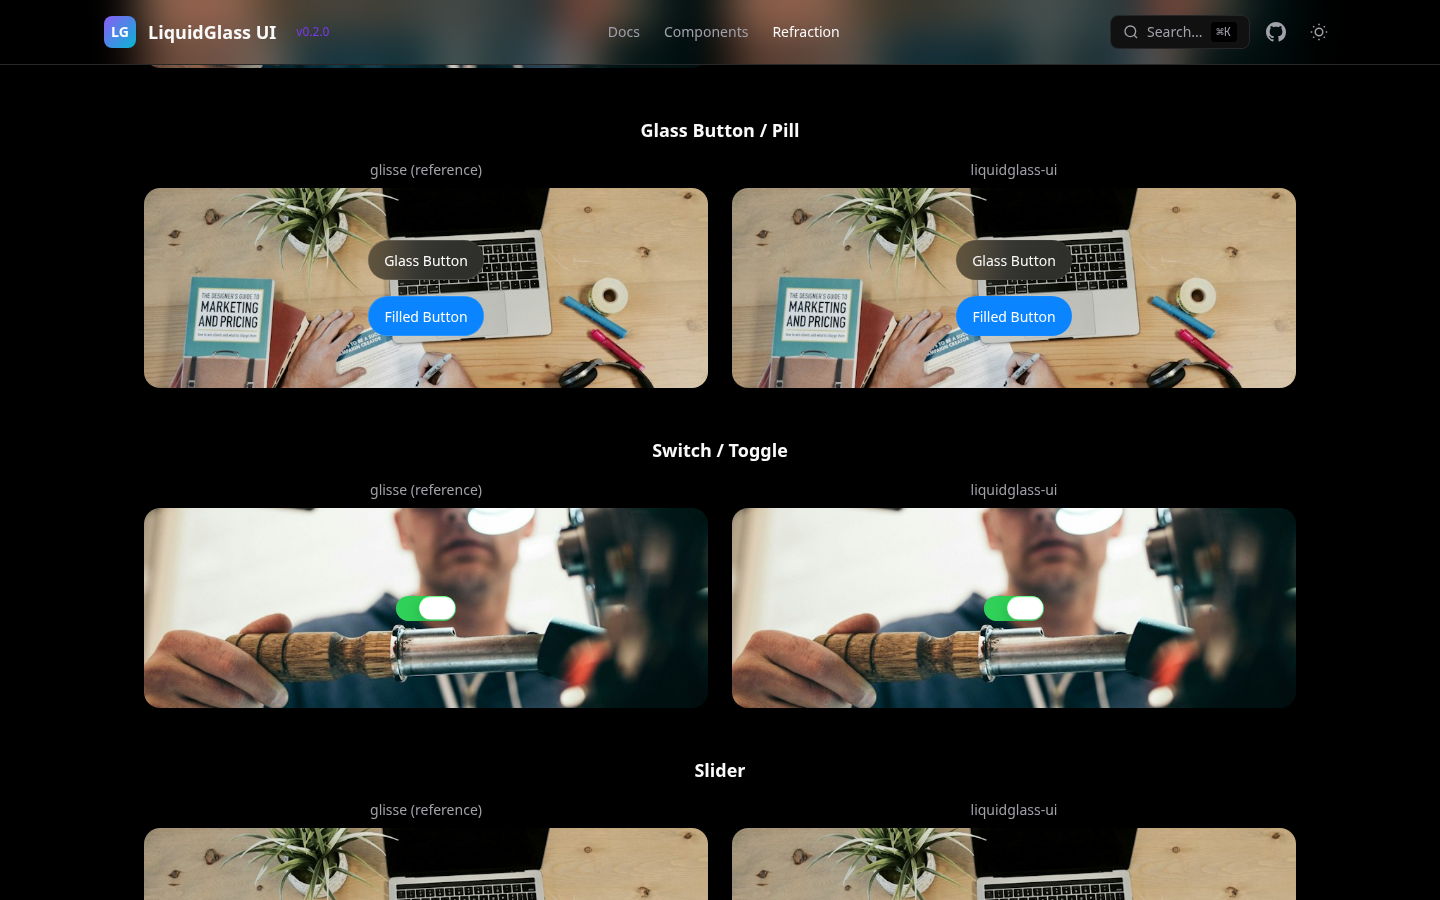 LG LiquidGlass UI v0.2.0 Docs Components Refraction Search... ⌘K
Glass Button / Pill
glisse (reference) liquidglass-ui
Glass Button
Filled Button
THE DESIGNER'S GUIDE TO
MARKETING
AND PRICING
Glass Button
Filled Button
THE DESIGNER'S GUIDE TO
MARKETING
AND PRICING
Switch / Toggle
glisse (reference) liquidglass-ui
Slider
glisse (reference) liquidglass-ui